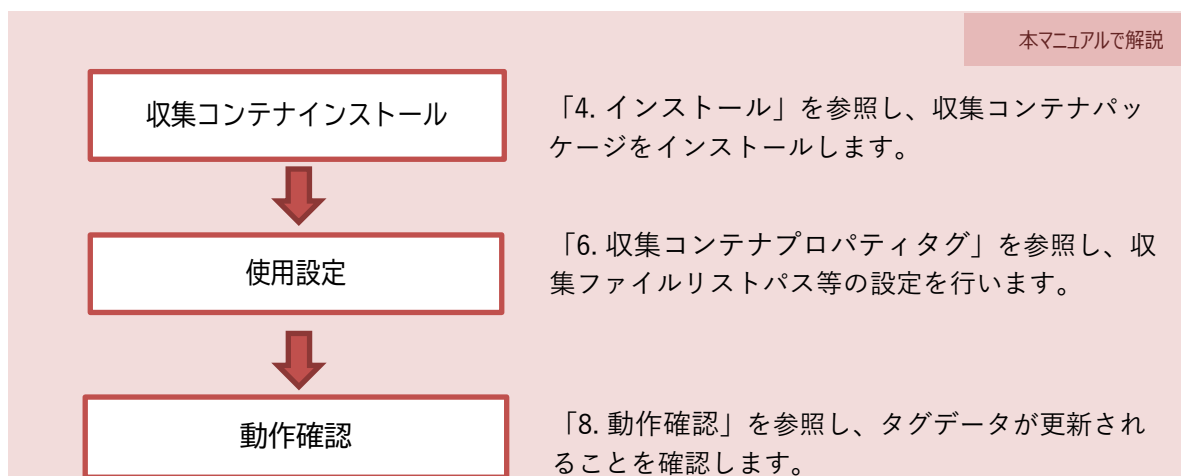 本マニュアルで解説
収集コンテナインストール
「4. インストール」を参照し、収集コンテナパッ
ケージをインストールします。
使用設定
「6. 収集コンテナプロパティタグ」を参照し、収
集ファイルリストパス等の設定を行います。
動作確認
「8. 動作確認」を参照し、タグデータが更新され
ることを確認します。